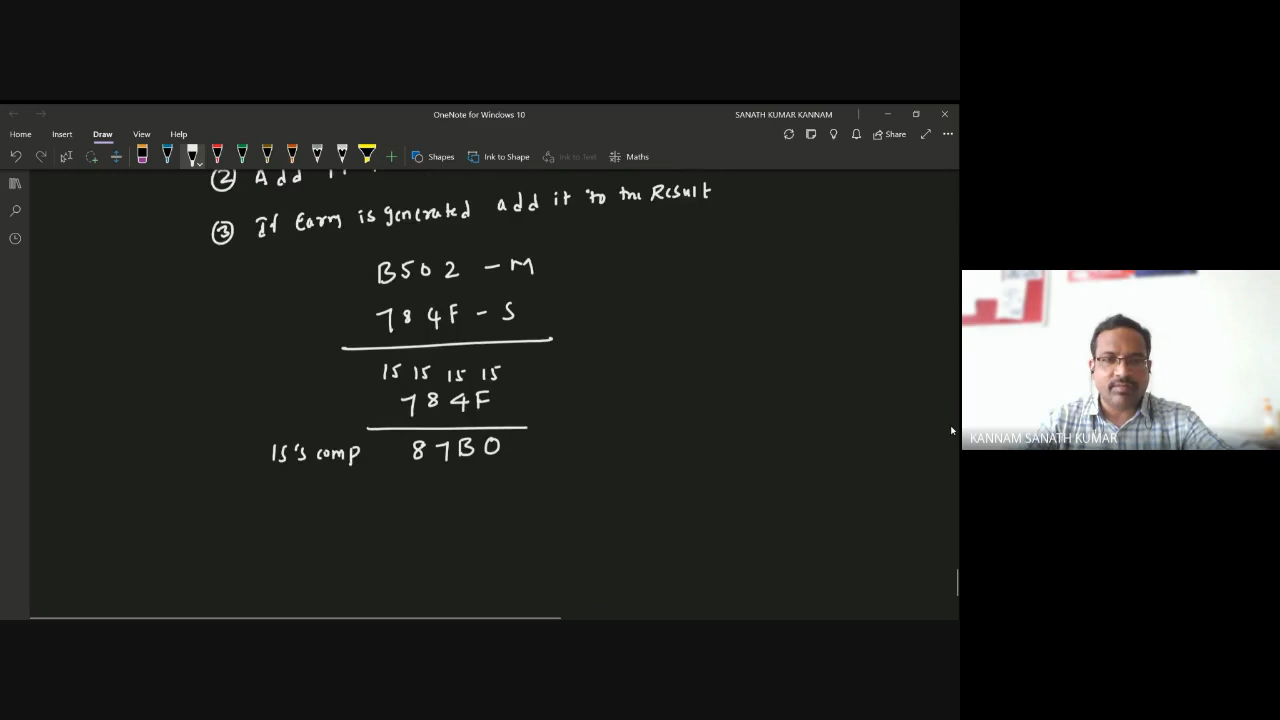 OneNote for Windows 10
SANATH KUMAR KANNAM
Home Insert Draw View Help
Share
Shapes Ink to Shape Ink to Text Maths
② Add it
③ If Carry is generated add it to the Result
B502 - M
784F - S
15 15 15 15
784F
15's comp 87B0
KANNAM SANATH KUMAR